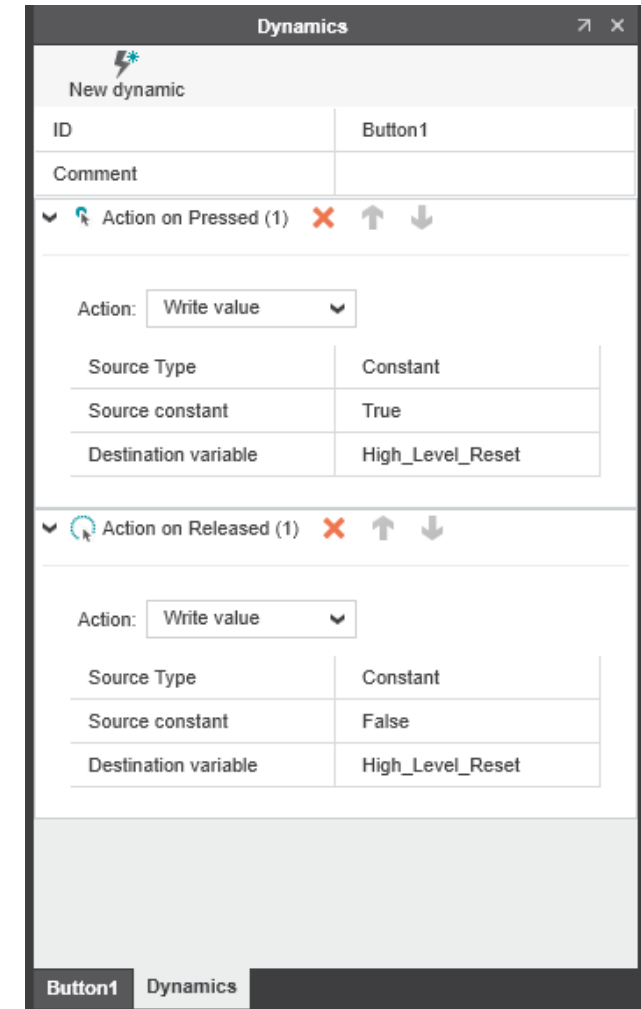 Dynamics
New dynamic
ID Button1
Comment
Action on Pressed (1)
Action: Write value
Source Type Constant
Source constant True
Destination variable High_Level_Reset
Action on Released (1)
Action: Write value
Source Type Constant
Source constant False
Destination variable High_Level_Reset
Button1 Dynamics